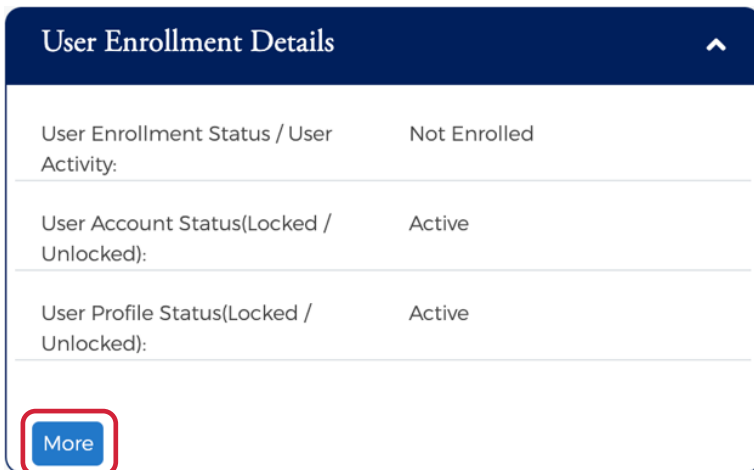 User Enrollment Details
User Enrollment Status / User Not Enrolled
Activity:
User Account Status(Locked / Active
Unlocked):
User Profile Status(Locked / Active
Unlocked):
More